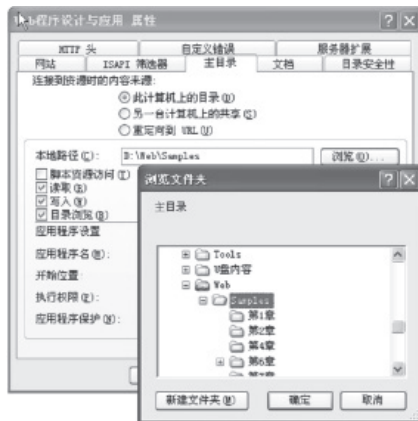 Web程序设计与应用 属性
HTTP 头 自定义错误 服务器扩展
网站 ISAPI 筛选器 主目录 文档 目录安全性
连接到资源时的内容来源:
此计算机上的目录(D)
另一台计算机上的共享(S)
重定向到 URL(U)
本地路径(C): D:\Web\Samples 浏览(O)...
脚本资源访问(T)
读取(R)
写入(W)
目录浏览(B)
应用程序设置
应用程序名(M):
开始位置
执行权限(P):
应用程序保护(N):
浏览文件夹
主目录
Tools
U盘内容
Web
Samples
第1章
第2章
第4章
第6章
第7章
新建文件夹(M) 确定 取消